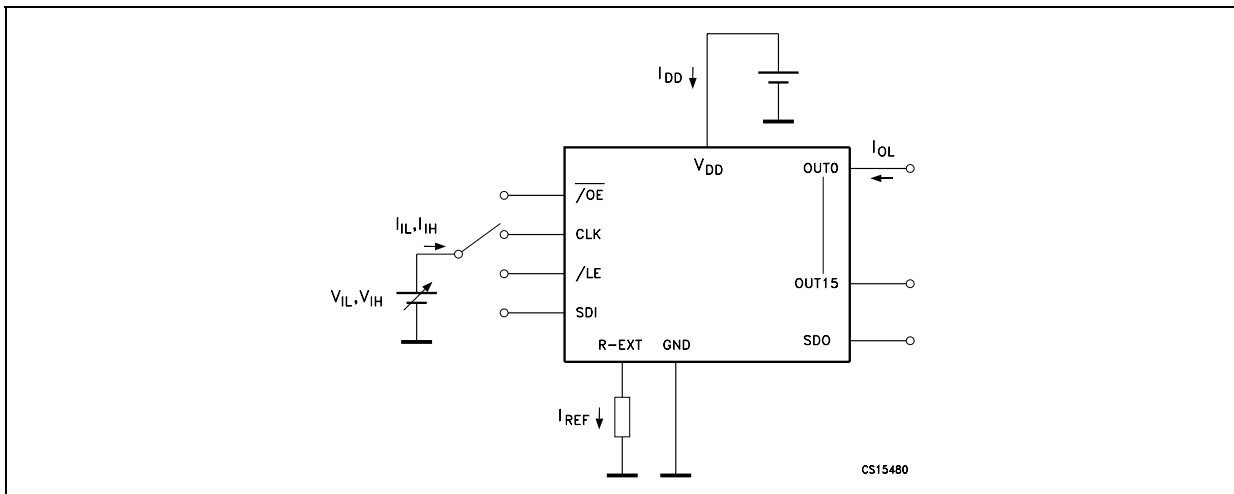 I_DD
I_OL
V_DD
OUT0
/OE
I_IL,I_IH
CLK
/LE
OUT15
V_IL,V_IH
SDI
SDO
R-EXT GND
I_REF
CS15480